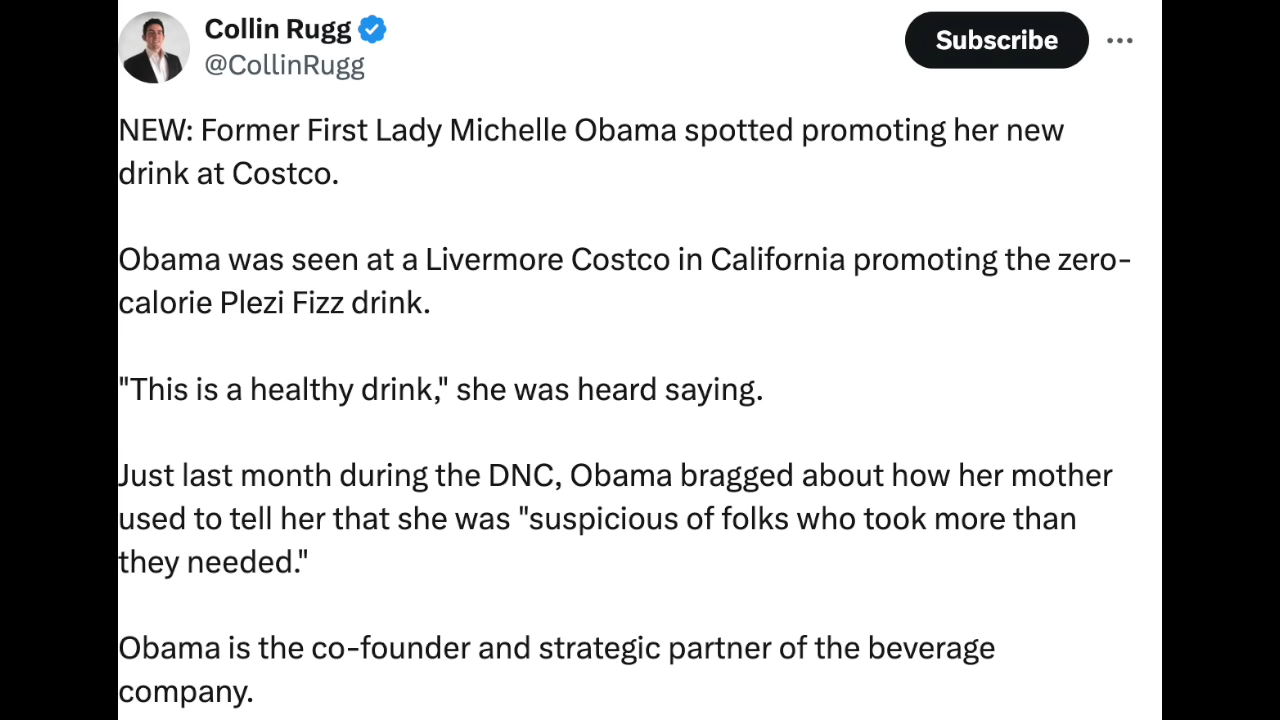 Collin Rugg
@CollinRugg
Subscribe
NEW: Former First Lady Michelle Obama spotted promoting her new
drink at Costco.
Obama was seen at a Livermore Costco in California promoting the zero-
calorie Plezi Fizz drink.
"This is a healthy drink," she was heard saying.
Just last month during the DNC, Obama bragged about how her mother
used to tell her that she was "suspicious of folks who took more than
they needed."
Obama is the co-founder and strategic partner of the beverage
company.